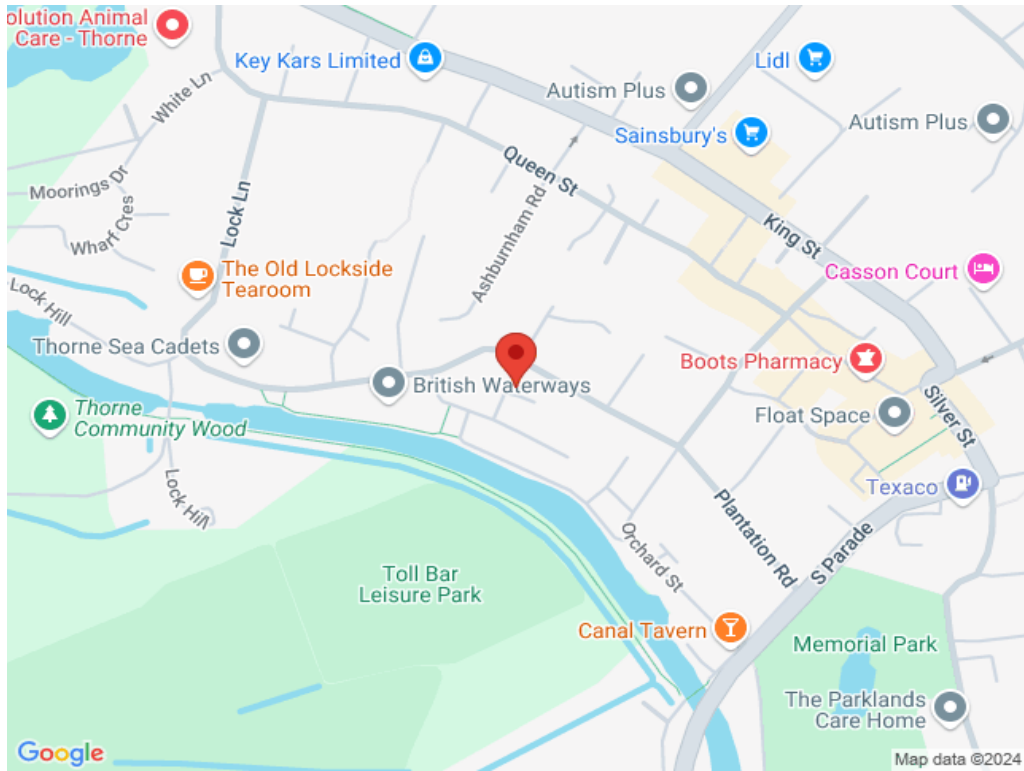 olution Animal
Care - Thorne
Key Kars Limited
Lidl
White Ln
Autism Plus
Autism Plus
Sainsbury's
Moorings Dr
Queen St
Wharf Cres
Lock Ln
Ashburnham Rd
King St
The Old Lockside
Tearoom
Casson Court
Lock Hill
Thorne Sea Cadets
British Waterways
Boots Pharmacy
Thorne
Community Wood
Float Space
Silver St
Lock Hill
Texaco
Plantation Rd
Orchard St
S Parade
Toll Bar
Leisure Park
Canal Tavern
Memorial Park
The Parklands
Care Home
Google
Map data ©2024